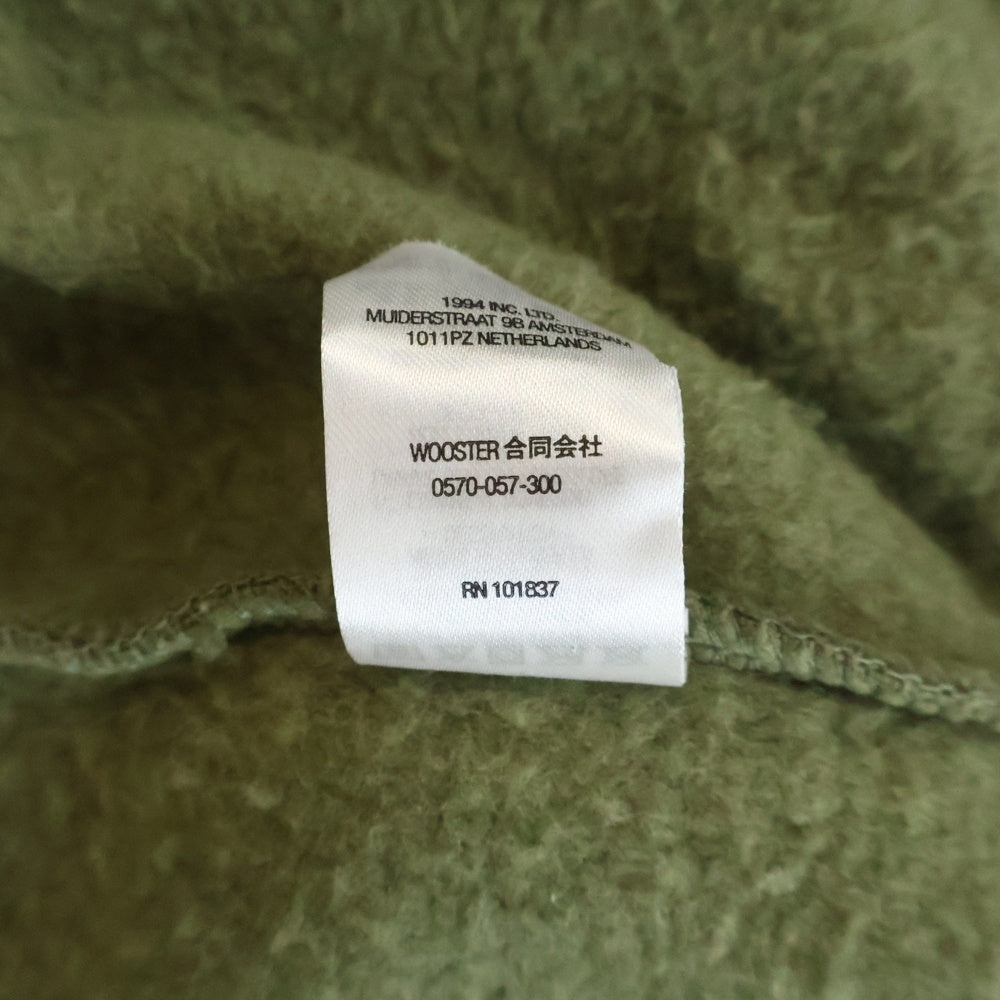 1994 INC. LTD.
MUIDERSTRAAT 9B AMSTERDAM
1011PZ NETHERLANDS
WOOSTER 合同会社
0570-057-300
RN 101837